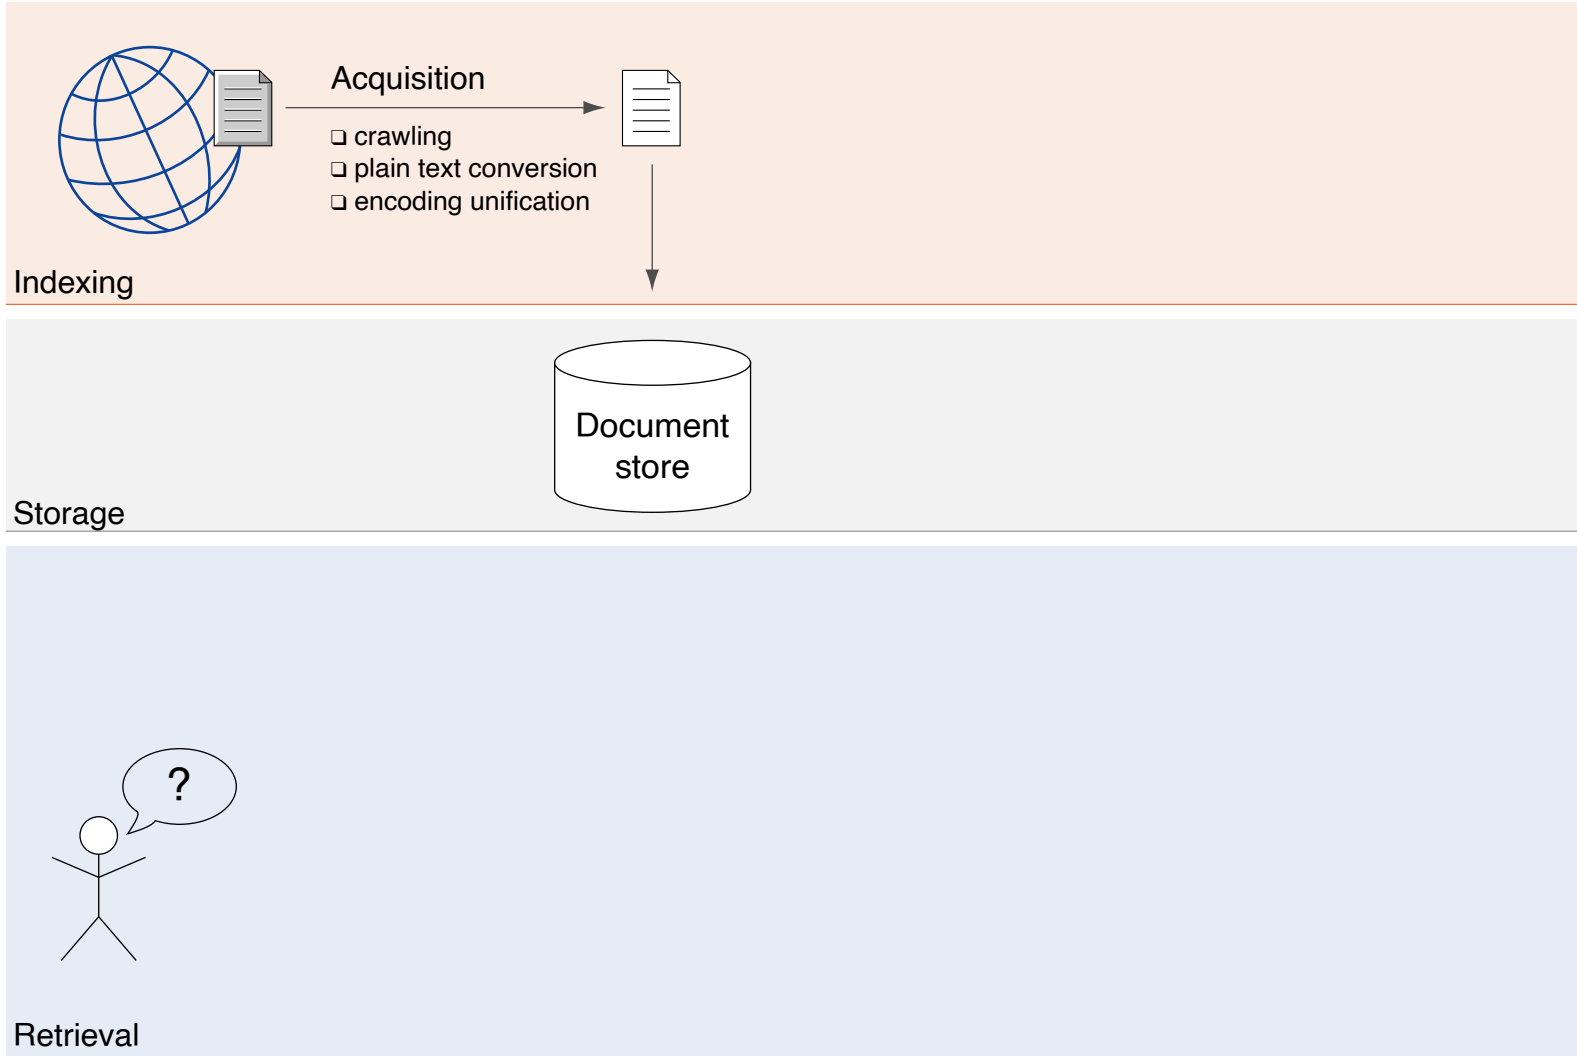 Acquisition
❏ crawling
❏ plain text conversion
❏ encoding unification
Indexing
Document
store
Storage
?
Retrieval